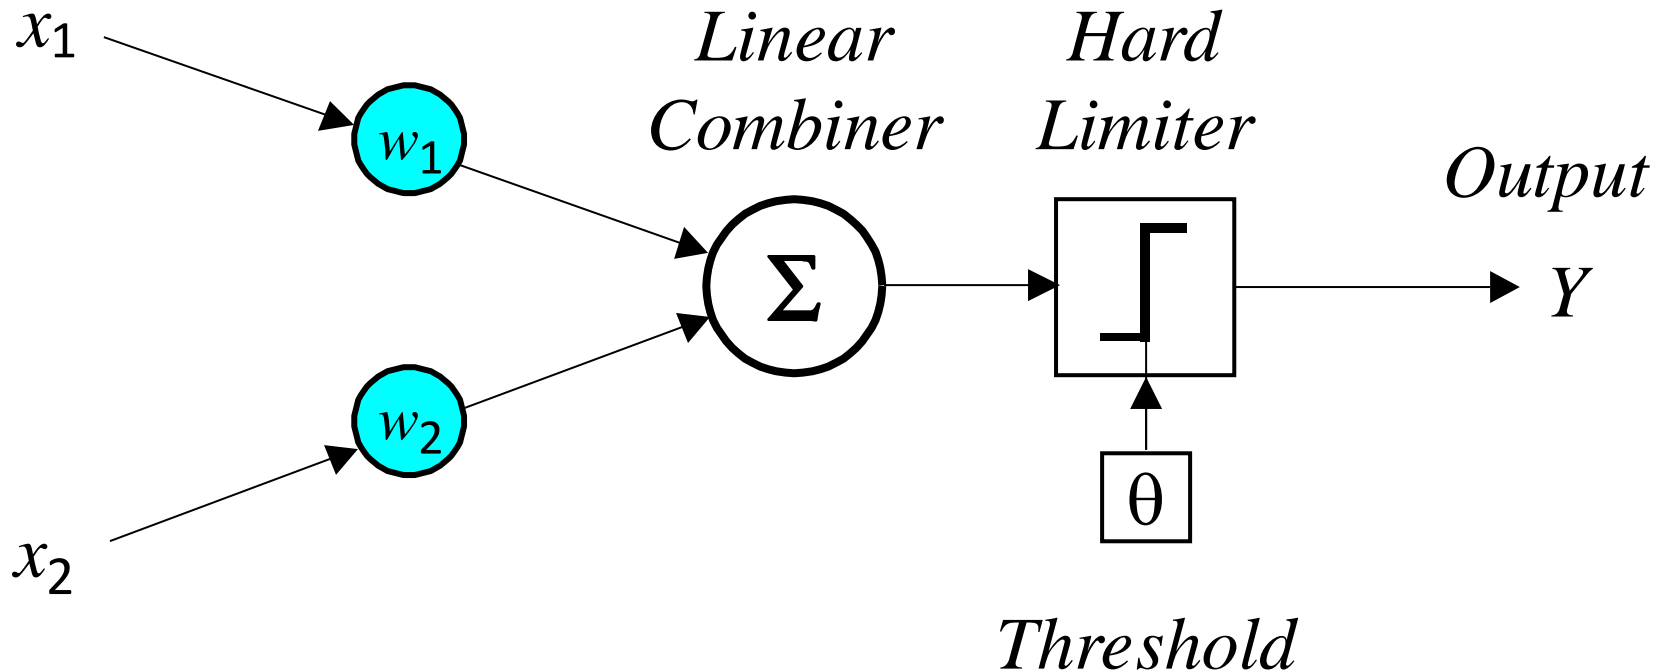 x₁
w₁
w₂
x₂
Linear
Combiner
Σ
Hard
Limiter
θ
Threshold
Output
Y